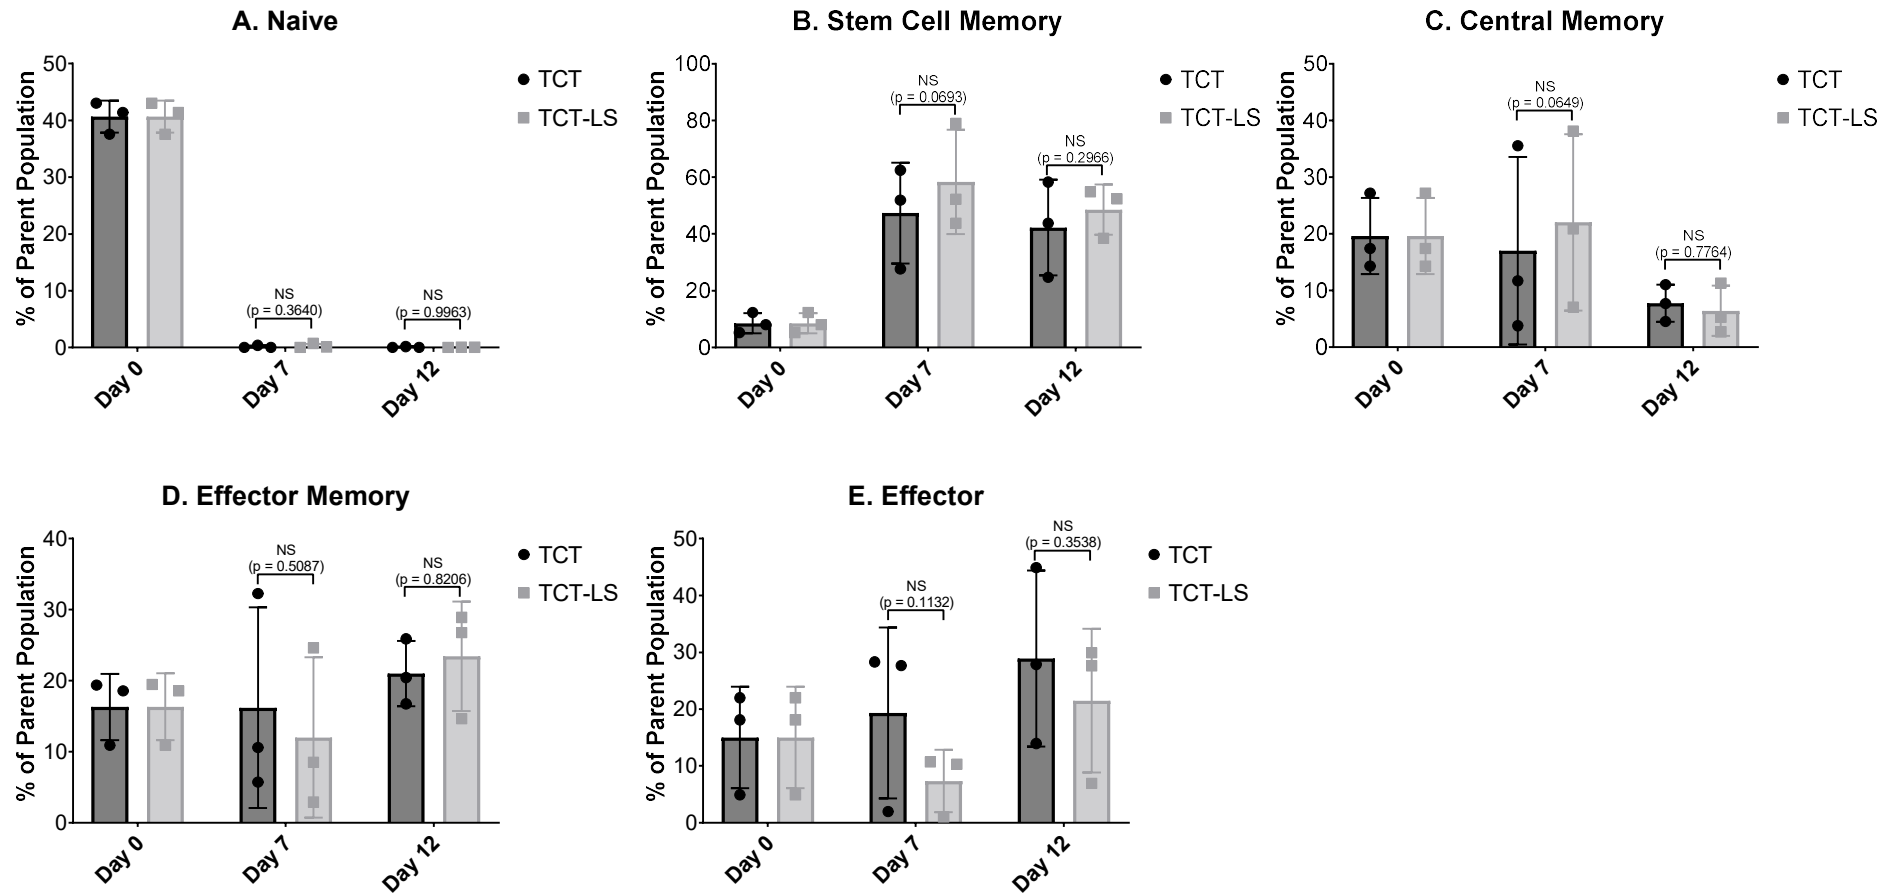 A. Naive
% of Parent Population
50
40
30
20
10
0
NS
(p = 0.3640)
NS
(p = 0.9963)
Day 0
Day 7
Day 12
TCT
TCT-LS
B. Stem Cell Memory
% of Parent Population
100
80
60
40
20
0
NS
(p = 0.0693)
NS
(p = 0.2966)
Day 0
Day 7
Day 12
TCT
TCT-LS
C. Central Memory
% of Parent Population
50
40
30
20
10
0
NS
(p = 0.0649)
NS
(p = 0.7764)
Day 0
Day 7
Day 12
TCT
TCT-LS
D. Effector Memory
% of Parent Population
40
30
20
10
0
NS
(p = 0.5087)
NS
(p = 0.8206)
Day 0
Day 7
Day 12
TCT
TCT-LS
E. Effector
% of Parent Population
50
40
30
20
10
0
NS
(p = 0.1132)
NS
(p = 0.3538)
Day 0
Day 7
Day 12
TCT
TCT-LS